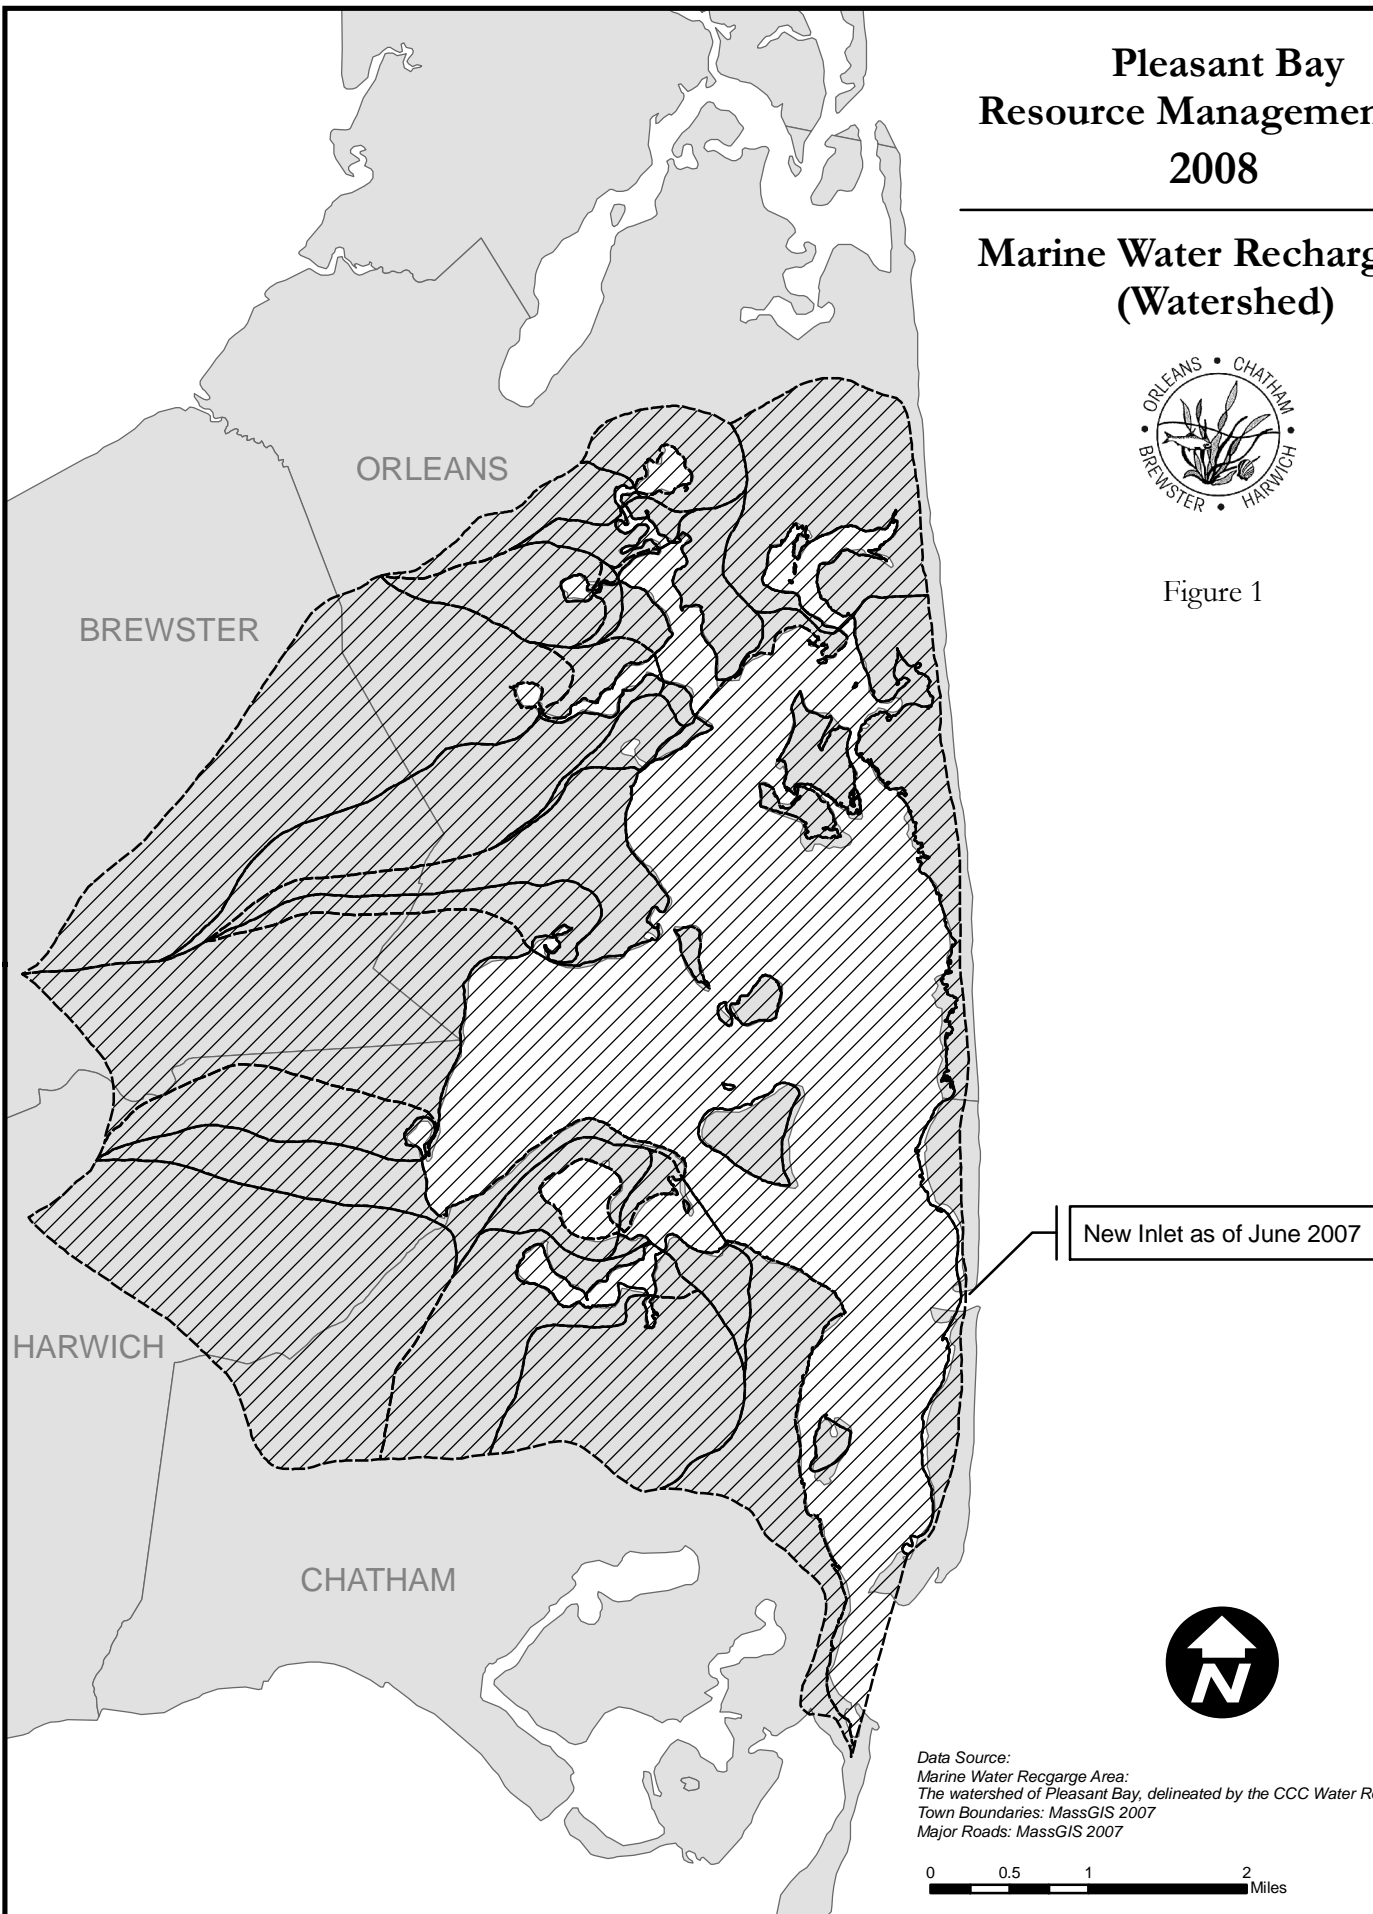 Pleasant Bay
Resource Managemen
2008
Marine Water Recharg
(Watershed)
ORLEANS • CHATHAM • HARWICH • BREWSTER •
Figure 1
ORLEANS
BREWSTER
New Inlet as of June 2007
HARWICH
CHATHAM
N
Data Source:
Marine Water Recgarge Area:
The watershed of Pleasant Bay, delineated by the CCC Water R
Town Boundaries: MassGIS 2007
Major Roads: MassGIS 2007
0 0.5 1 2
Miles